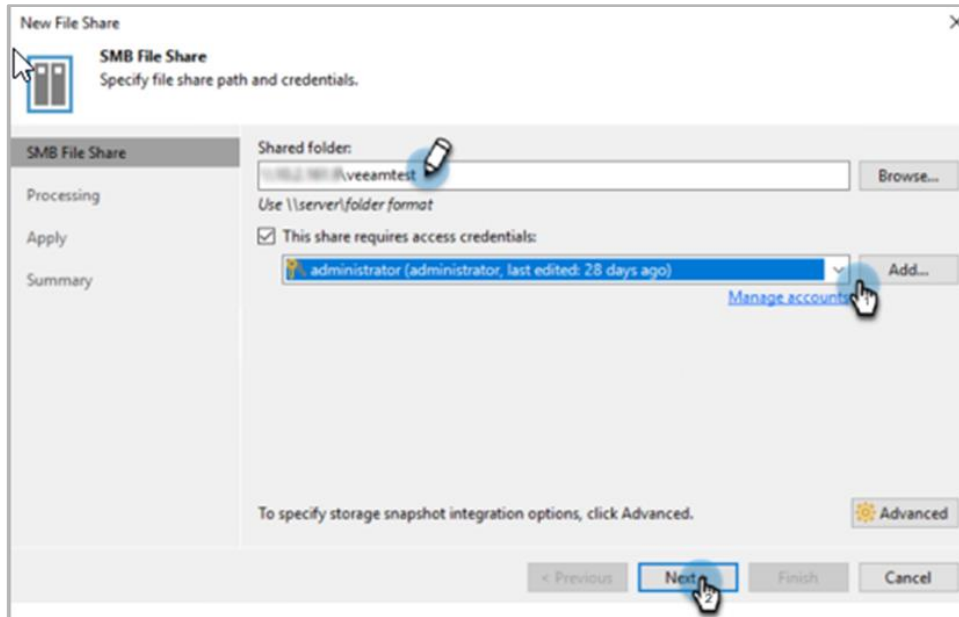 New File Share
SMB File Share
Specify file share path and credentials.
SMB File Share
Processing
Apply
Summary
Shared folder:
\veeamtest
Browse...
Use \\server\folder format
This share requires access credentials:
administrator (administrator, last edited: 28 days ago)
Add...
Manage accounts
1
To specify storage snapshot integration options, click Advanced.
Advanced
< Previous
Next
Finish
Cancel
2